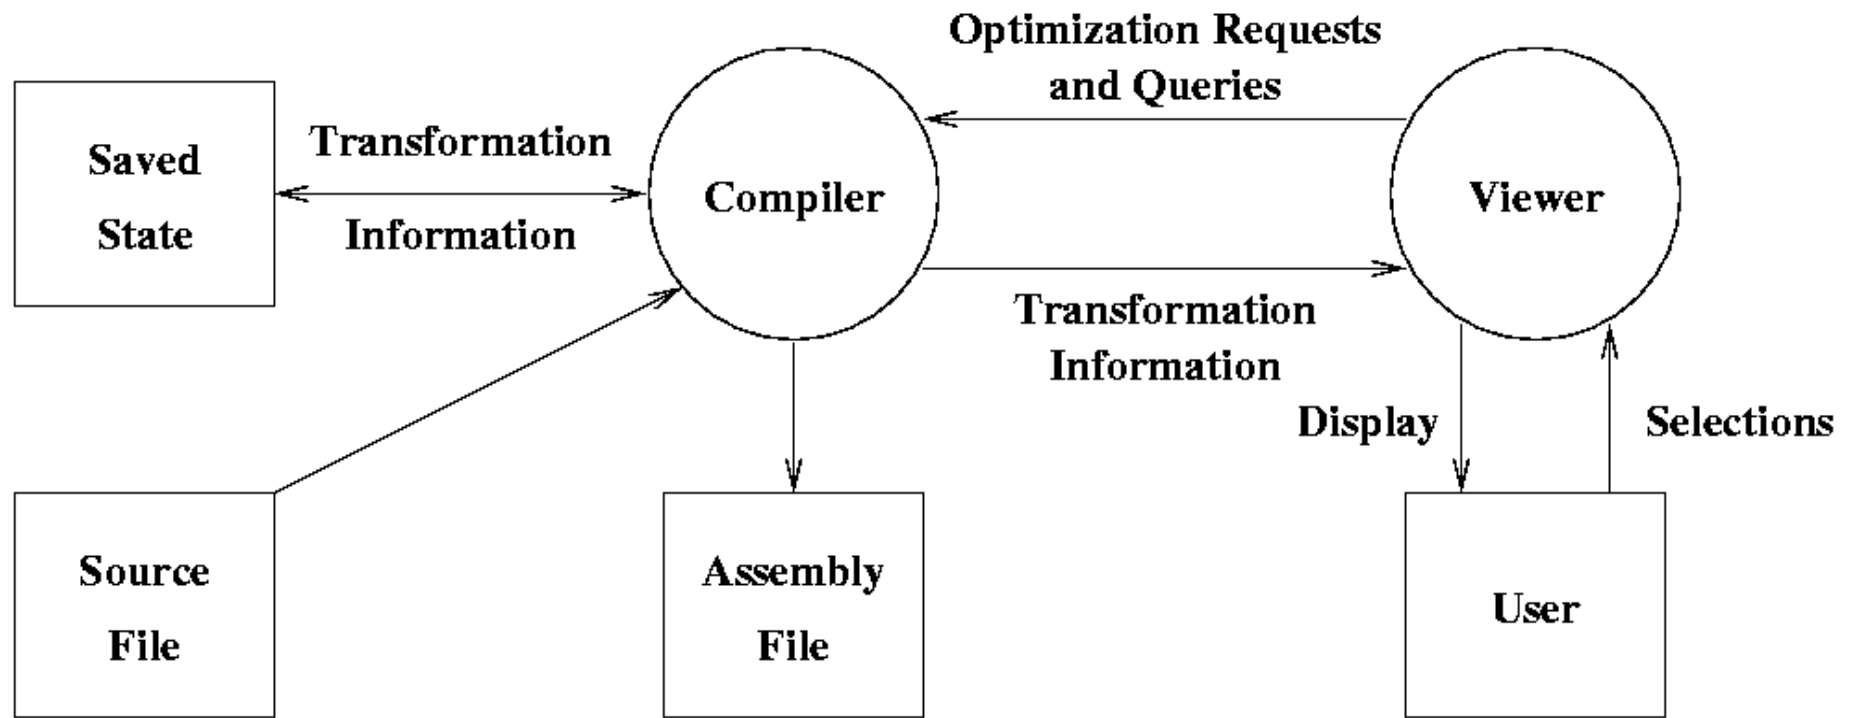 Optimization Requests
and Queries
Saved
State
Transformation
Information
Compiler
Viewer
Transformation
Information
Display
Selections
Source
File
Assembly
File
User